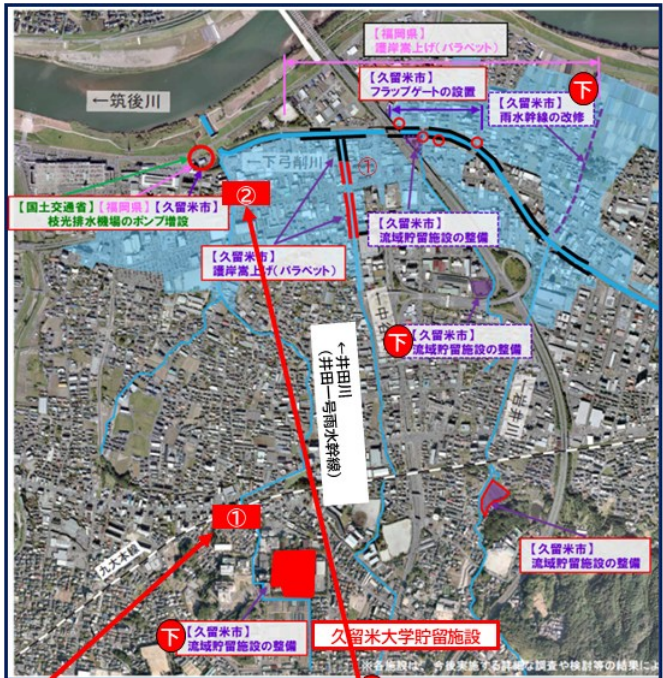 【福岡県】
護岸嵩上げ(パラペット)
【久留米市】
フラップゲートの設置
下
【久留米市】
雨水幹線の改修
←筑後川
←下弓削川
①
②
【国土交通省】【福岡県】【久留米市】
枝光排水機場のポンプ増設
【久留米市】
護岸嵩上げ(パラペット)
【久留米市】
流域貯留施設の整備
下
【久留米市】
流域貯留施設の整備
←井田川
(井田一号雨水幹線)
①
九大本線
【久留米市】
流域貯留施設の整備
下
【久留米市】
流域貯留施設の整備
久留米大学貯留施設
※各施設は、今後実施する詳細な調査や検討等の結果によ